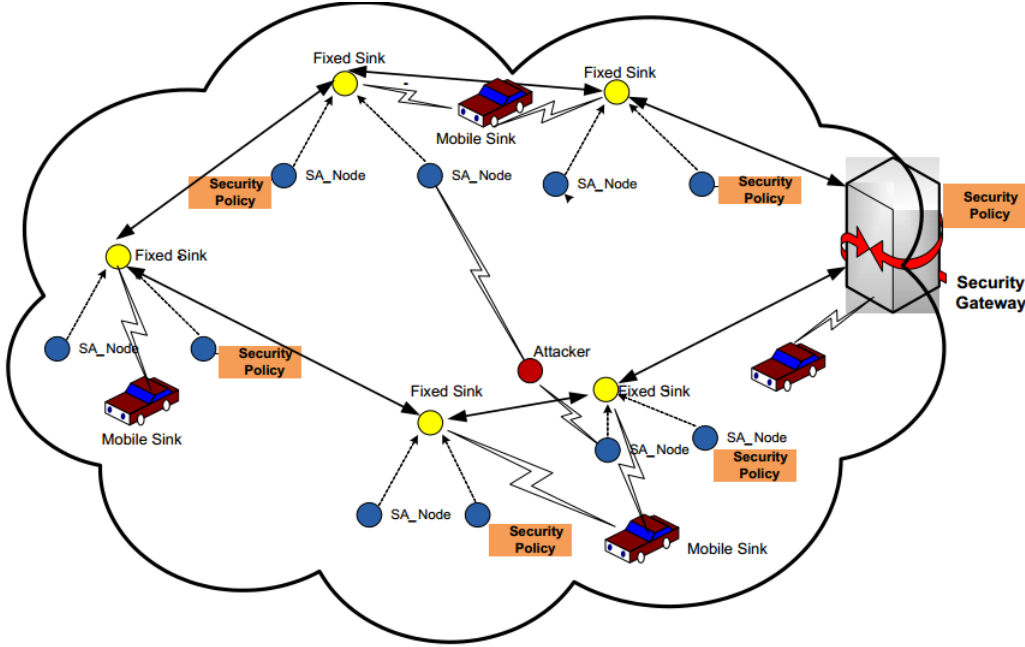 Fixed Sink
Fixed Sink
Mobile Sink
Security
Policy
SA_Node
SA_Node
SA_Node
Security
Policy
Security
Policy
Fixed Sink
Security
Gateway
SA_Node
Security
Policy
Attacker
Fixed Sink
Fixed Sink
Mobile Sink
SA_Node
SA_Node
Security
Policy
SA_Node
Security
Policy
Mobile Sink